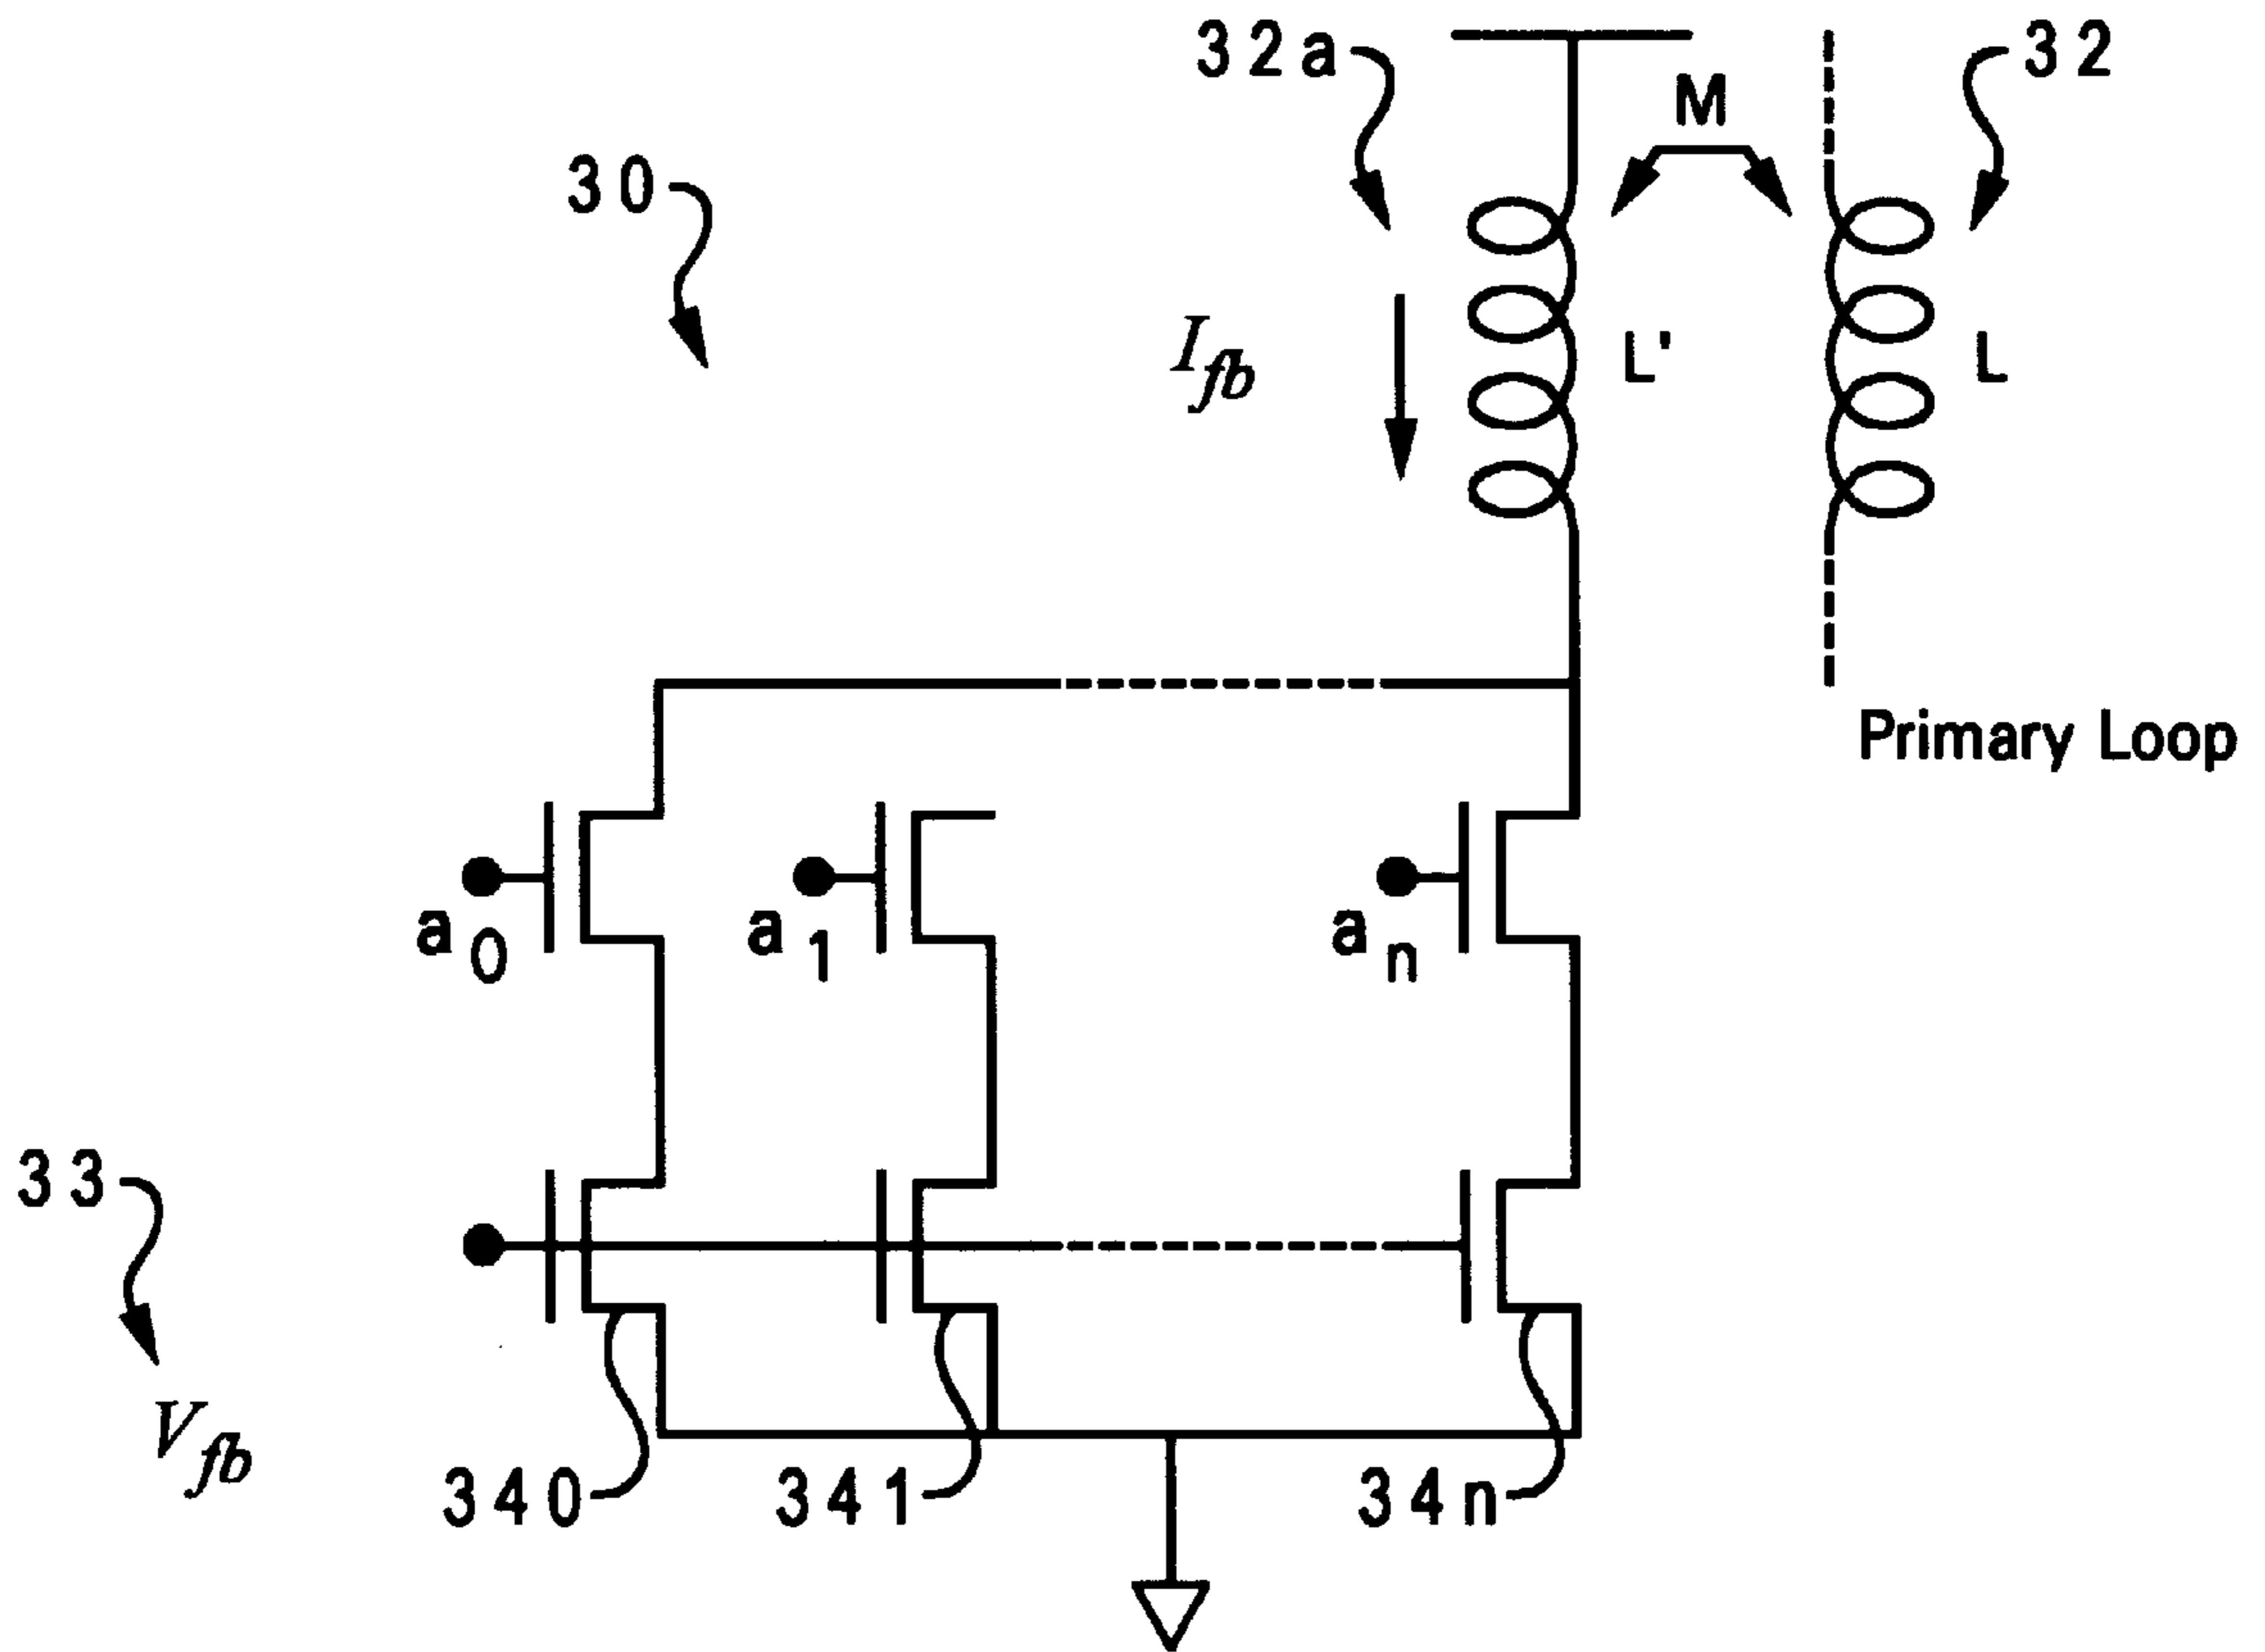 32a
32
M
30
I_fb
L'
L
Primary Loop
a_0
a_1
a_n
33
V_fb
340
341
34n